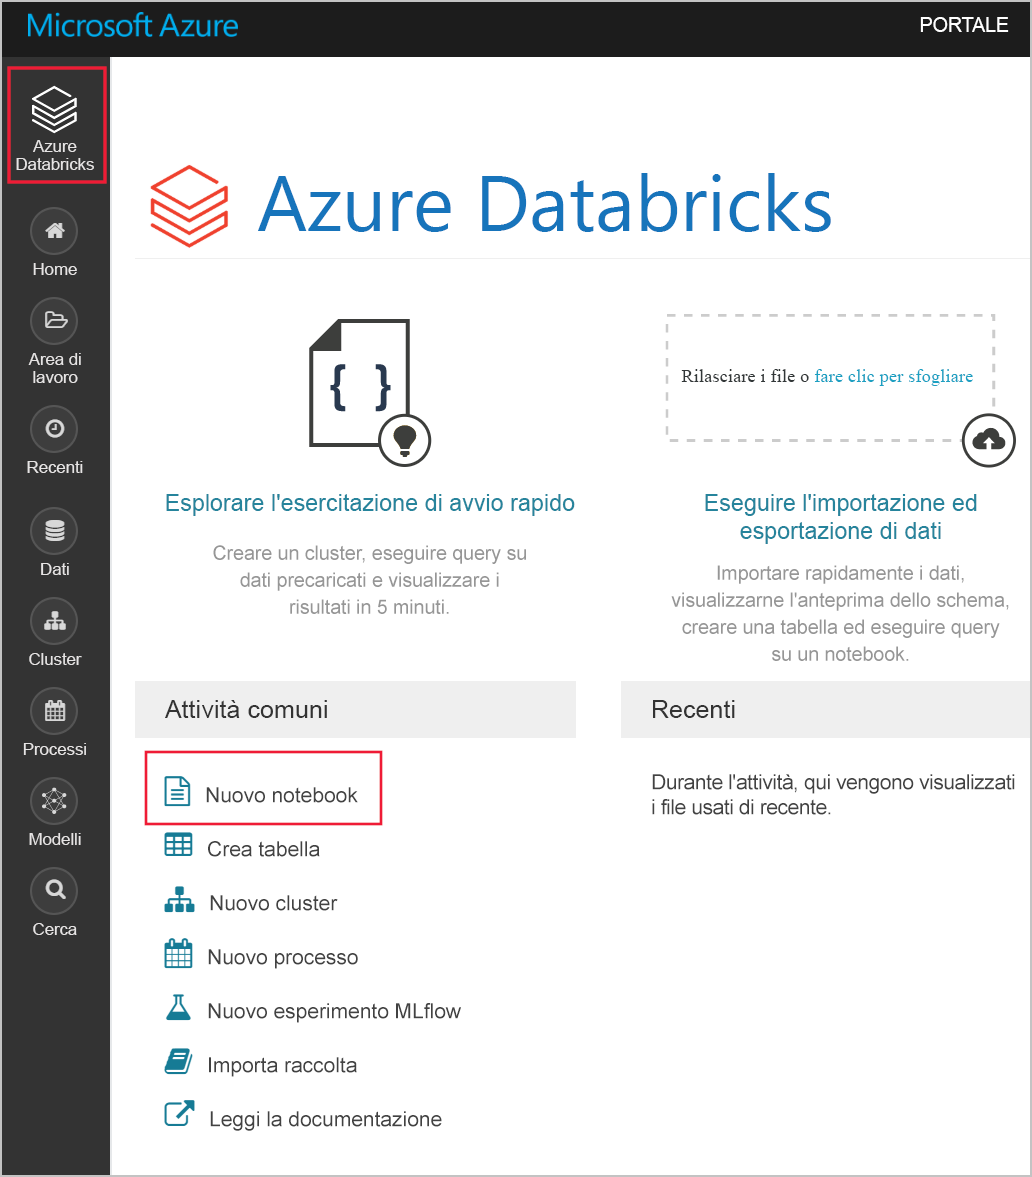 Microsoft Azure
PORTALE
Azure
Databricks
Home
Area di
lavoro
Recenti
Dati
Cluster
Processi
Modelli
Cerca
Azure Databricks
{ }
Esplorare l'esercitazione di avvio rapido
Creare un cluster, eseguire query su
dati precaricati e visualizzare i
risultati in 5 minuti.
Rilasciare i file o fare clic per sfogliare
Eseguire l'importazione ed
esportazione di dati
Importare rapidamente i dati,
visualizzarne l'anteprima dello schema,
creare una tabella ed eseguire query
su un notebook.
Attività comuni
Nuovo notebook
Crea tabella
Nuovo cluster
Nuovo processo
Nuovo esperimento MLflow
Importa raccolta
Leggi la documentazione
Recenti
Durante l'attività, qui vengono visualizzati
i file usati di recente.